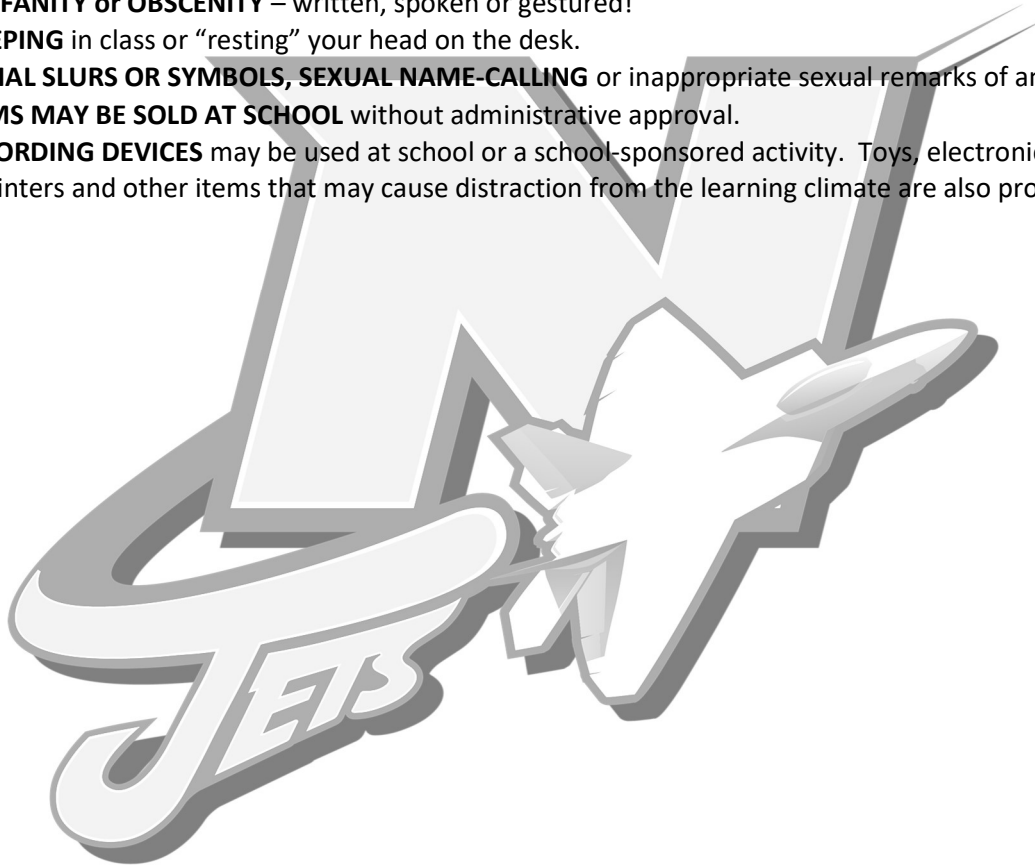 FANITY or OBSCENITY – written, spoken or gestured!
EPING in class or “resting” your head on the desk.
IAL SLURS OR SYMBOLS, SEXUAL NAME-CALLING or inappropriate sexual remarks of an
MS MAY BE SOLD AT SCHOOL without administrative approval.
ORDING DEVICES may be used at school or a school-sponsored activity. Toys, electronic
inters and other items that may cause distraction from the learning climate are also pro
N
JETS